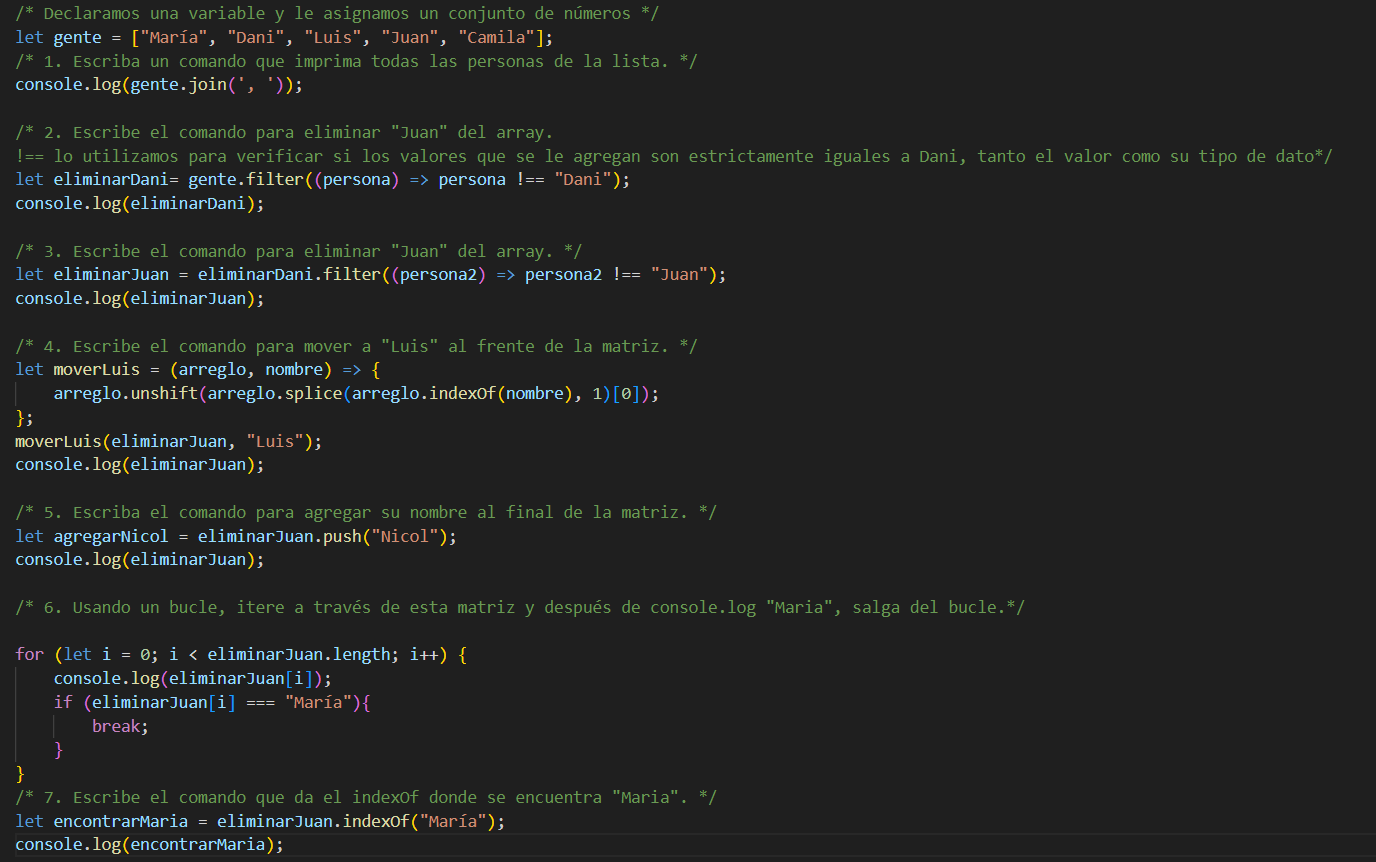 /* Declaramos una variable y le asignamos un conjunto de números */
let gente = ["María", "Dani", "Luis", "Juan", "Camila"];
/* 1. Escriba un comando que imprima todas las personas de la lista. */
console.log(gente.join(', '));

/* 2. Escribe el comando para eliminar "Juan" del array.
!== lo utilizamos para verificar si los valores que se le agregan son estrictamente iguales a Dani, tanto el valor como su tipo de dato*/
let eliminarDani= gente.filter((persona) => persona !== "Dani");
console.log(eliminarDani);

/* 3. Escribe el comando para eliminar "Juan" del array. */
let eliminarJuan = eliminarDani.filter((persona2) => persona2 !== "Juan");
console.log(eliminarJuan);

/* 4. Escribe el comando para mover a "Luis" al frente de la matriz. */
let moverLuis = (arreglo, nombre) => {
    arreglo.unshift(arreglo.splice(arreglo.indexOf(nombre), 1)[0]);
};
moverLuis(eliminarJuan, "Luis");
console.log(eliminarJuan);

/* 5. Escriba el comando para agregar su nombre al final de la matriz. */
let agregarNicol = eliminarJuan.push("Nicol");
console.log(eliminarJuan);

/* 6. Usando un bucle, itere a través de esta matriz y después de console.log "Maria", salga del bucle.*/

for (let i = 0; i < eliminarJuan.length; i++) {
    console.log(eliminarJuan[i]);
    if (eliminarJuan[i] === "María"){
        break;
    }
}
/* 7. Escribe el comando que da el indexOf donde se encuentra "Maria". */
let encontrarMaria = eliminarJuan.indexOf("María");
console.log(encontrarMaria);